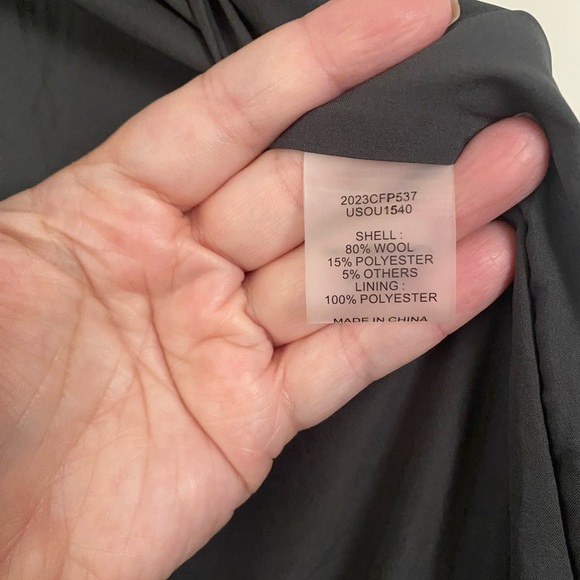 2023CFP537
USOU1540
SHELL :
80% WOOL
15% POLYESTER
5% OTHERS
LINING :
100% POLYESTER
MADE IN CHINA